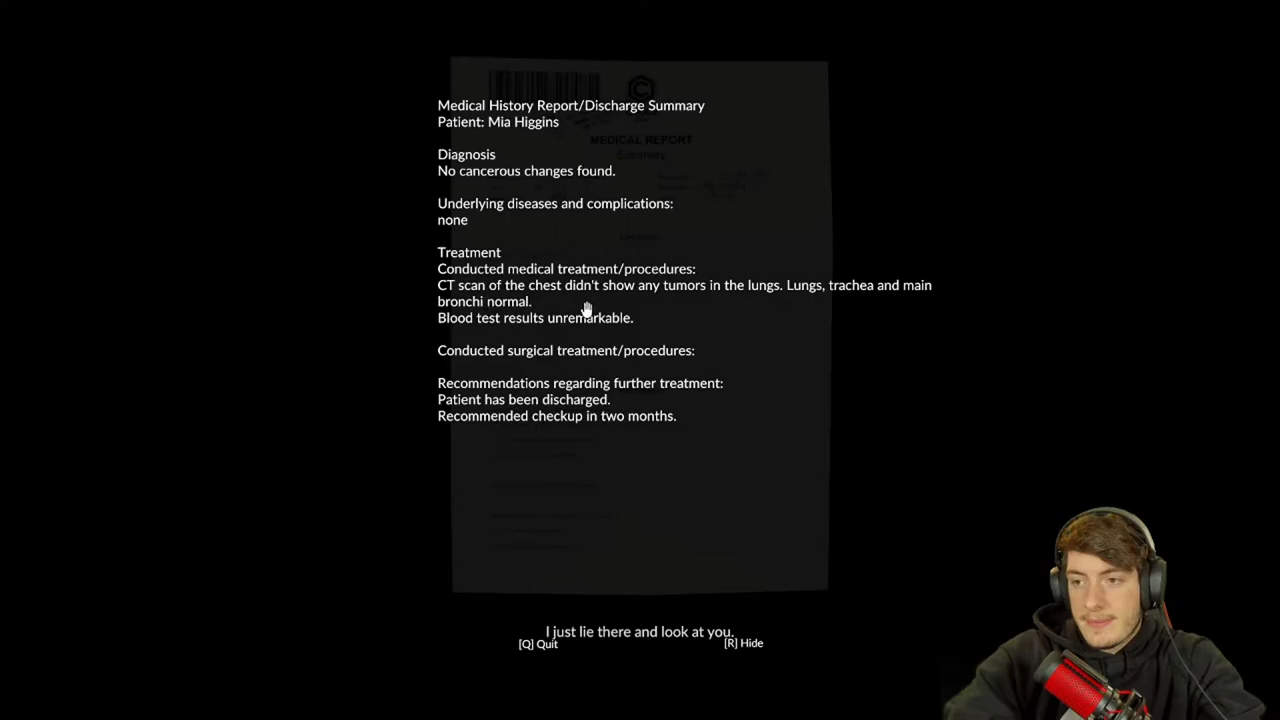 Medical History Report/Discharge Summary
Patient: Mia Higgins
MEDICAL REPORT
Summary
Diagnosis
No cancerous changes found.
Underlying diseases and complications:
none
Treatment
Conducted medical treatment/procedures:
CT scan of the chest didn't show any tumors in the lungs. Lungs, trachea and main
bronchi normal.
Blood test results unremarkable.
Conducted surgical treatment/procedures:
Recommendations regarding further treatment:
Patient has been discharged.
Recommended checkup in two months.
I just lie there and look at you.
[Q] Quit
[R] Hide